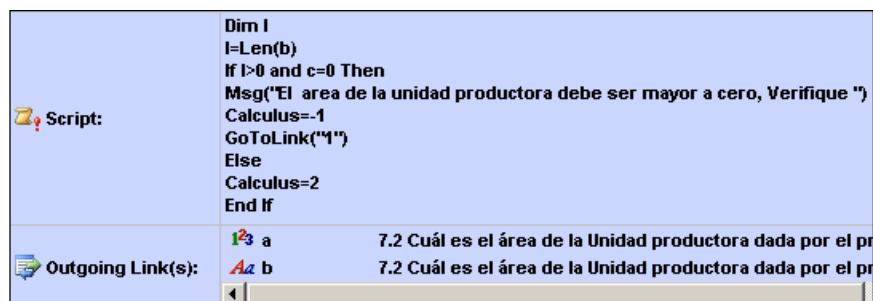 Dim l
l=Len(b)
If l>0 and c=0 Then
Msg("El  area de la unidad productora debe ser mayor a cero, Verifique ")
Script:
Calculus=-1
GoToLink("1")
Else
Calculus=2
End If
123 a 7.2 Cuál es el área de la Unidad productora dada por el pr
Outgoing Link(s): Aa b 7.2 Cuál es el área de la Unidad productora dada por el pr